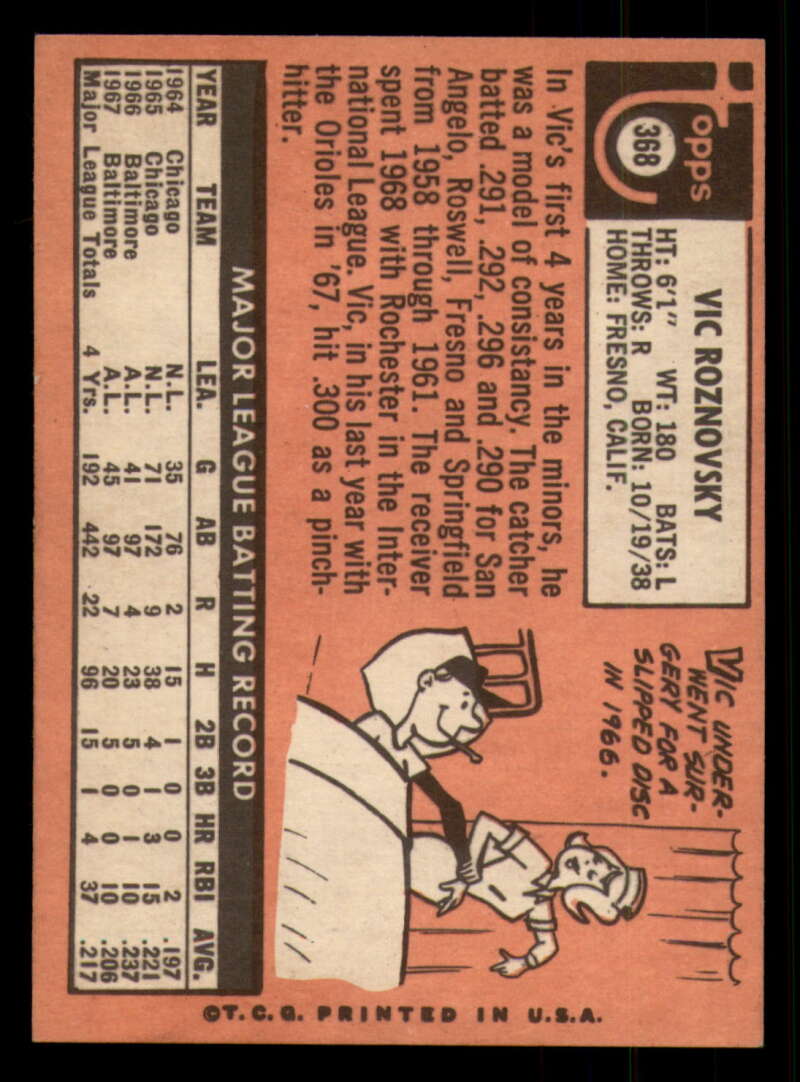 Topps
368
VIC ROZNOVSKY
HT: 6'1" WT: 180 BATS: L
THROWS: R BORN: 10/19/38
HOME: FRESNO, CALIF.
In Vic's first 4 years in the minors, he
was a model of consistancy. The catcher
batted .291, .292, .296 and .290 for San
Angelo, Roswell, Fresno and Springfield
from 1958 through 1961. The receiver
spent 1968 with Rochester in the Inter-
national League. Vic, in his last year with
the Orioles in '67, hit .300 as a pinch-
hitter.
VIC UNDER-
WENT SUR-
GERY FOR A
SLIPPED DISC
IN 1966.
MAJOR LEAGUE BATTING RECORD
YEAR TEAM LEA. G AB R H 2B 3B HR RBI AVG.
1964 Chicago N.L. 35 76 2 15 1 0 0 2 .197
1965 Chicago N.L. 71 172 9 38 4 1 3 15 .221
1966 Baltimore A.L. 41 97 4 23 5 0 1 10 .237
1967 Baltimore A.L. 45 97 7 20 5 0 0 10 .206
Major League Totals 4 Yrs. 192 442 22 96 15 1 4 37 .217
©T.C.G. PRINTED IN U.S.A.